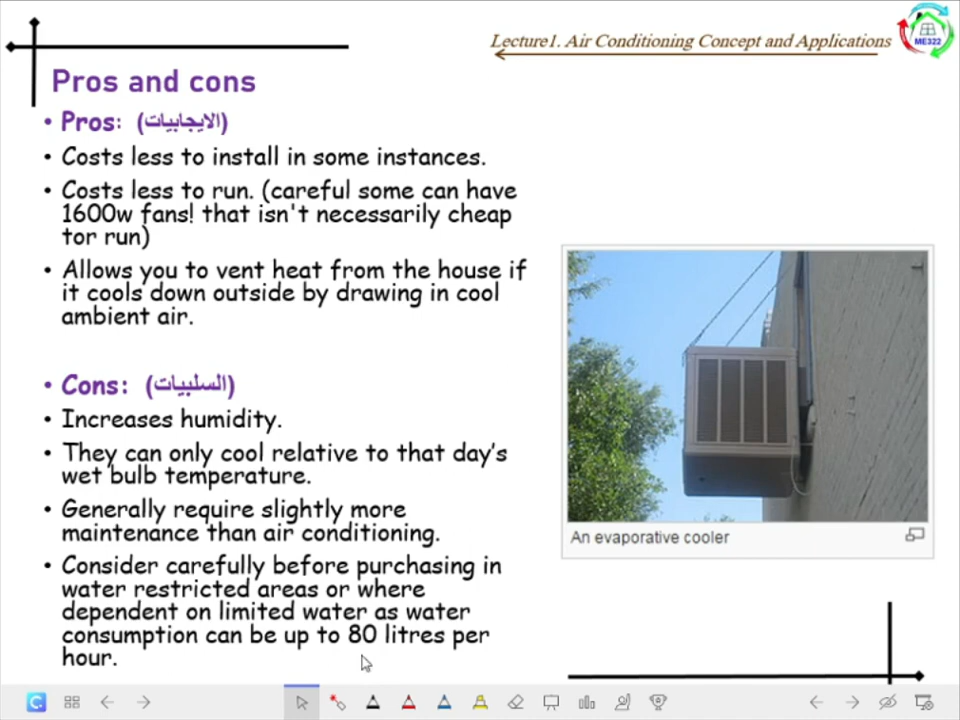 Lecture1. Air Conditioning Concept and Applications
ME322
Pros and cons
• Pros: (الايجابيات)
• Costs less to install in some instances.
• Costs less to run. (careful some can have
1600w fans! that isn't necessarily cheap
tor run)
• Allows you to vent heat from the house if
it cools down outside by drawing in cool
ambient air.
• Cons: (السلبيات)
• Increases humidity.
• They can only cool relative to that day’s
wet bulb temperature.
• Generally require slightly more
maintenance than air conditioning.
• Consider carefully before purchasing in
water restricted areas or where
dependent on limited water as water
consumption can be up to 80 litres per
hour.
An evaporative cooler